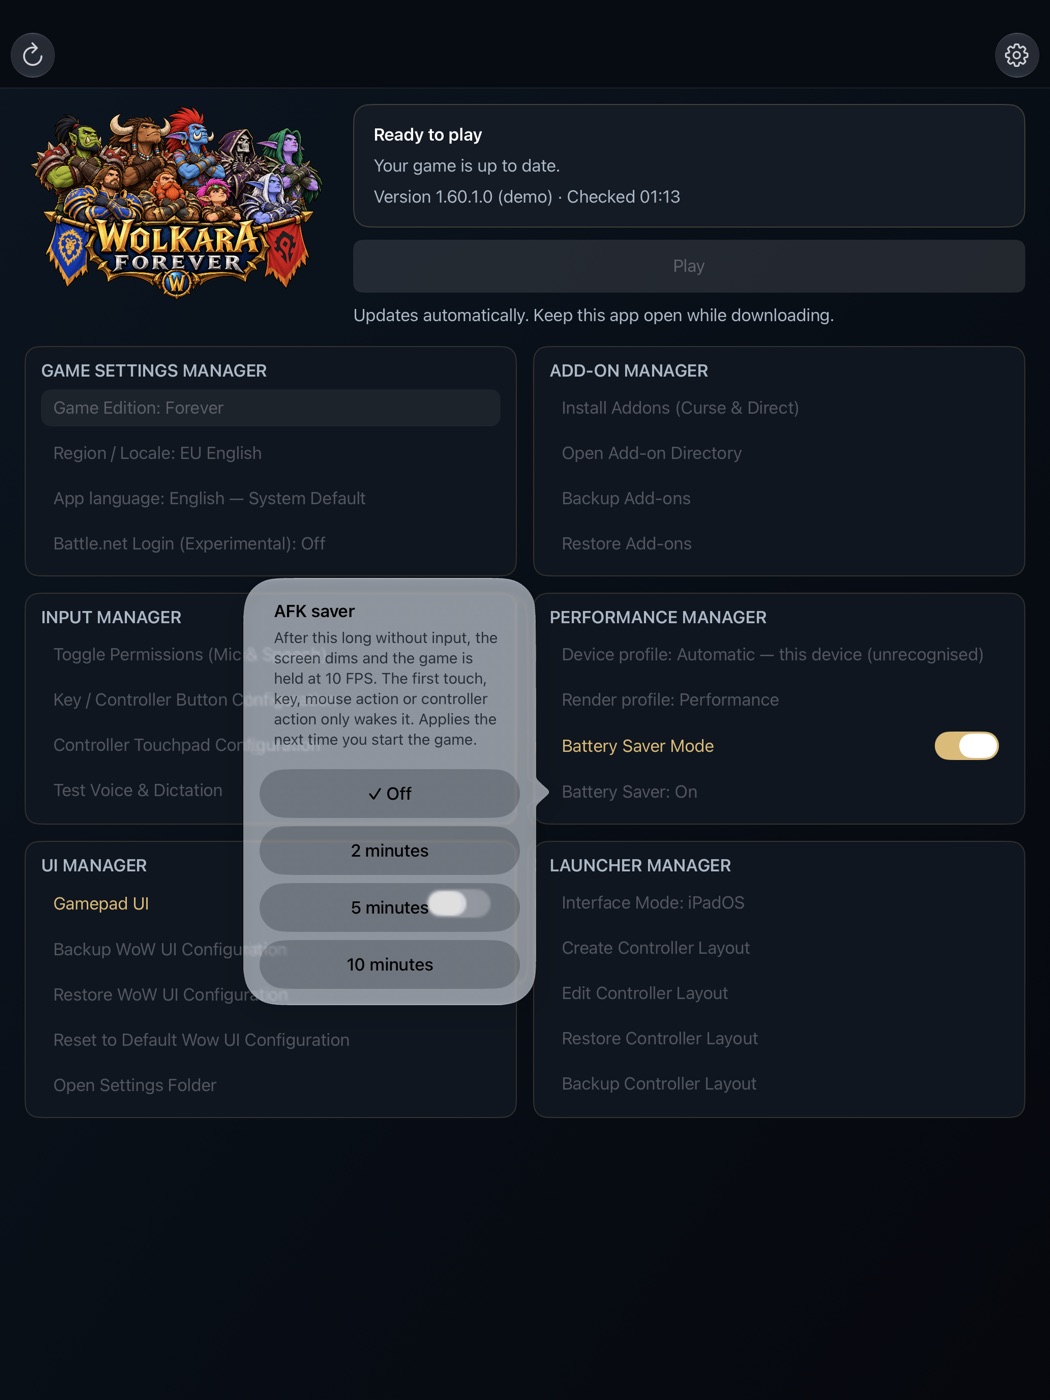 WOLKARA
FOREVER
W
Ready to play
Your game is up to date.
Version 1.60.1.0 (demo) · Checked 01:13
Play
Updates automatically. Keep this app open while downloading.
GAME SETTINGS MANAGER
Game Edition: Forever
Region / Locale: EU English
App language: English — System Default
Battle.net Login (Experimental): Off
ADD-ON MANAGER
Install Addons (Curse & Direct)
Open Add-on Directory
Backup Add-ons
Restore Add-ons
INPUT MANAGER
Toggle Permissions (Mic &
Key / Controller Button
Controller Touchpad Configuration
Test Voice & Dictation
AFK saver
After this long without input, the
screen dims and the game is
held at 10 FPS. The first touch,
key, mouse action or controller
action only wakes it. Applies the
next time you start the game.
✓ Off
2 minutes
5 minutes
10 minutes
PERFORMANCE MANAGER
Device profile: Automatic — this device (unrecognised)
Render profile: Performance
Battery Saver Mode
Battery Saver: On
UI MANAGER
Gamepad UI
Backup WoW UI Configuration
Restore WoW UI Configuration
Reset to Default Wow UI Configuration
Open Settings Folder
LAUNCHER MANAGER
Interface Mode: iPadOS
Create Controller Layout
Edit Controller Layout
Restore Controller Layout
Backup Controller Layout